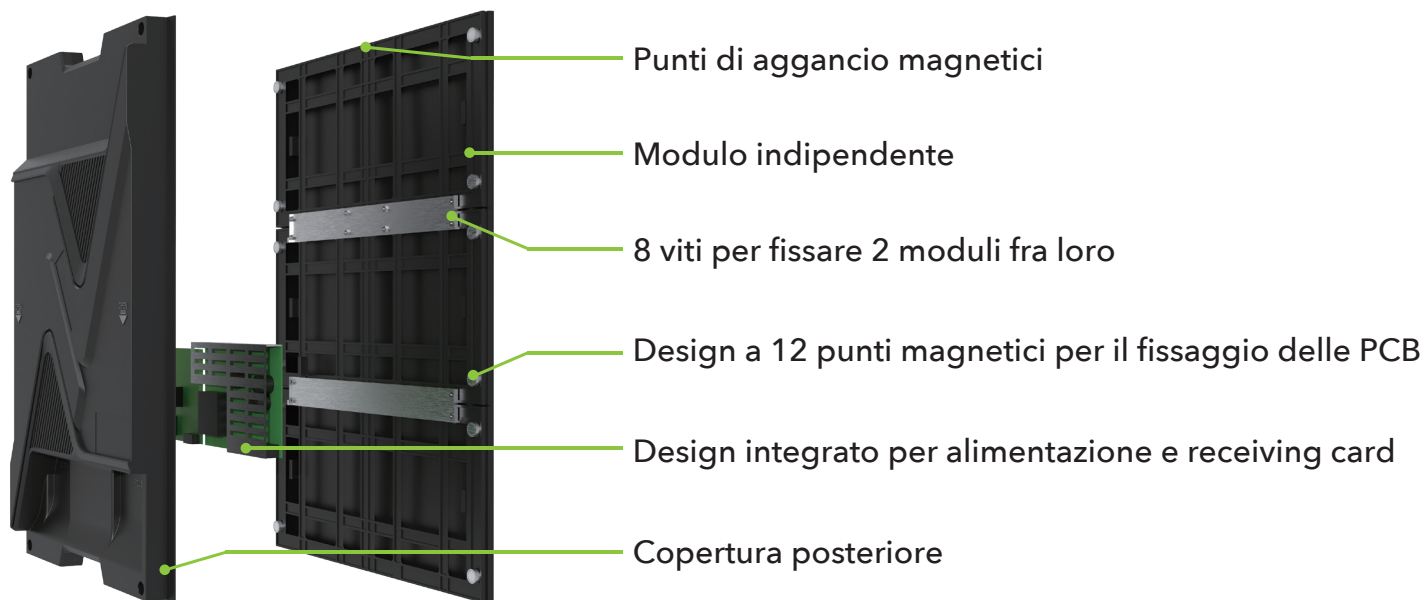 Punti di aggancio magnetici
Modulo indipendente
8 viti per fissare 2 moduli fra loro
Design a 12 punti magnetici per il fissaggio delle PCB
Design integrato per alimentazione e receiving card
Copertura posteriore